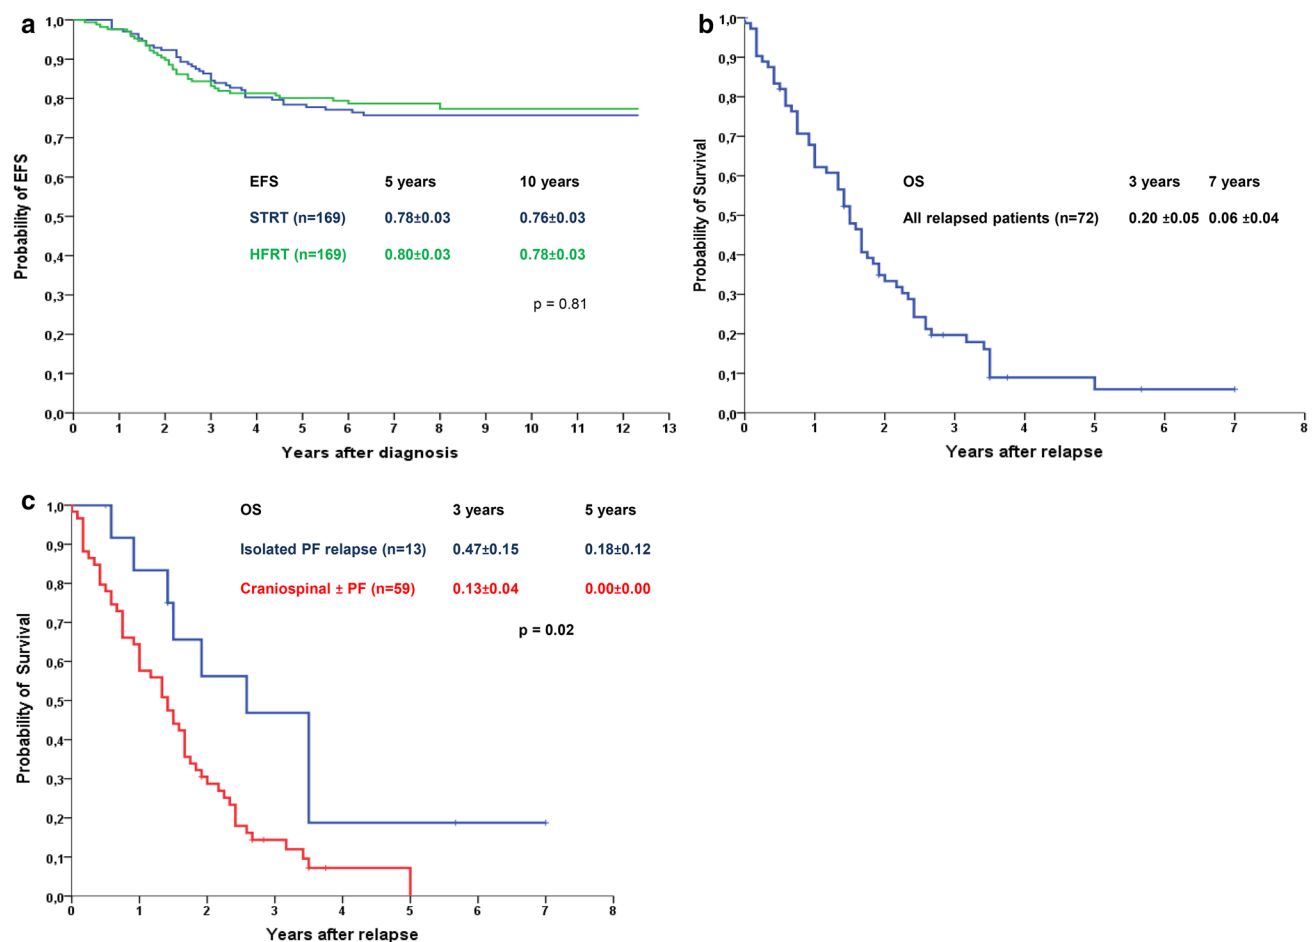 a
1,0
0,9
0,8
0,7
0,6
0,5
0,4
0,3
0,2
0,1
0,0
Probability of EFS
EFS 5 years 10 years
STRT (n=169) 0.78±0.03 0.76±0.03
HFRT (n=169) 0.80±0.03 0.78±0.03
p = 0.81
0 1 2 3 4 5 6 7 8 9 10 11 12 13
Years after diagnosis
b
1,0
0,9
0,8
0,7
0,6
0,5
0,4
0,3
0,2
0,1
0,0
Probability of Survival
OS 3 years 7 years
All relapsed patients (n=72) 0.20 ±0.05 0.06 ±0.04
0 1 2 3 4 5 6 7 8
Years after relapse
c
1,0
0,9
0,8
0,7
0,6
0,5
0,4
0,3
0,2
0,1
0,0
Probability of Survival
OS 3 years 5 years
Isolated PF relapse (n=13) 0.47±0.15 0.18±0.12
Craniospinal ± PF (n=59) 0.13±0.04 0.00±0.00
p = 0.02
0 1 2 3 4 5 6 7 8
Years after relapse